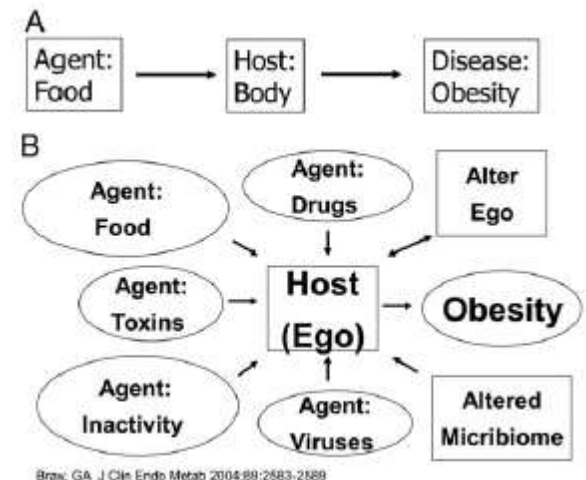 A
Agent:
Food
Host:
Body
Disease:
Obesity
B
Agent:
Food
Agent:
Drugs
Alter
Ego
Agent:
Toxins
Host
(Ego)
Obesity
Agent:
Inactivity
Agent:
Viruses
Altered
Micribiome
Bray, GA J Clin Endo Metab 2004;89:2583-2589